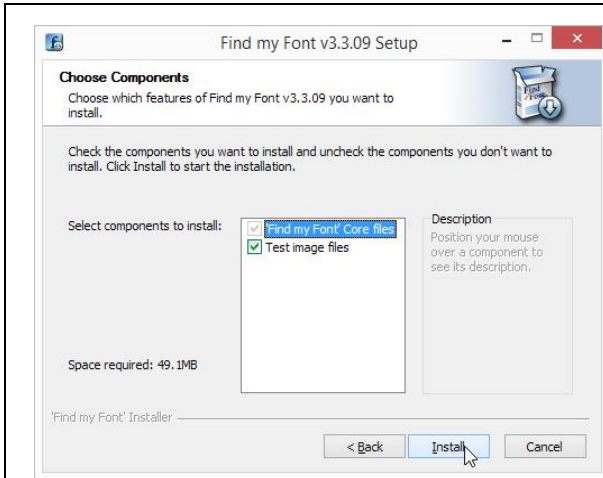 Find my Font v3.3.09 Setup
Choose Components
Choose which features of Find my Font v3.3.09 you want to
install.
Check the components you want to install and uncheck the components you don't want to
install. Click Install to start the installation.
Select components to install:
'Find my Font' Core files
Test image files
Description
Position your mouse
over a component to
see its description.
Space required: 49.1MB
'Find my Font' Installer
< Back
Install
Cancel